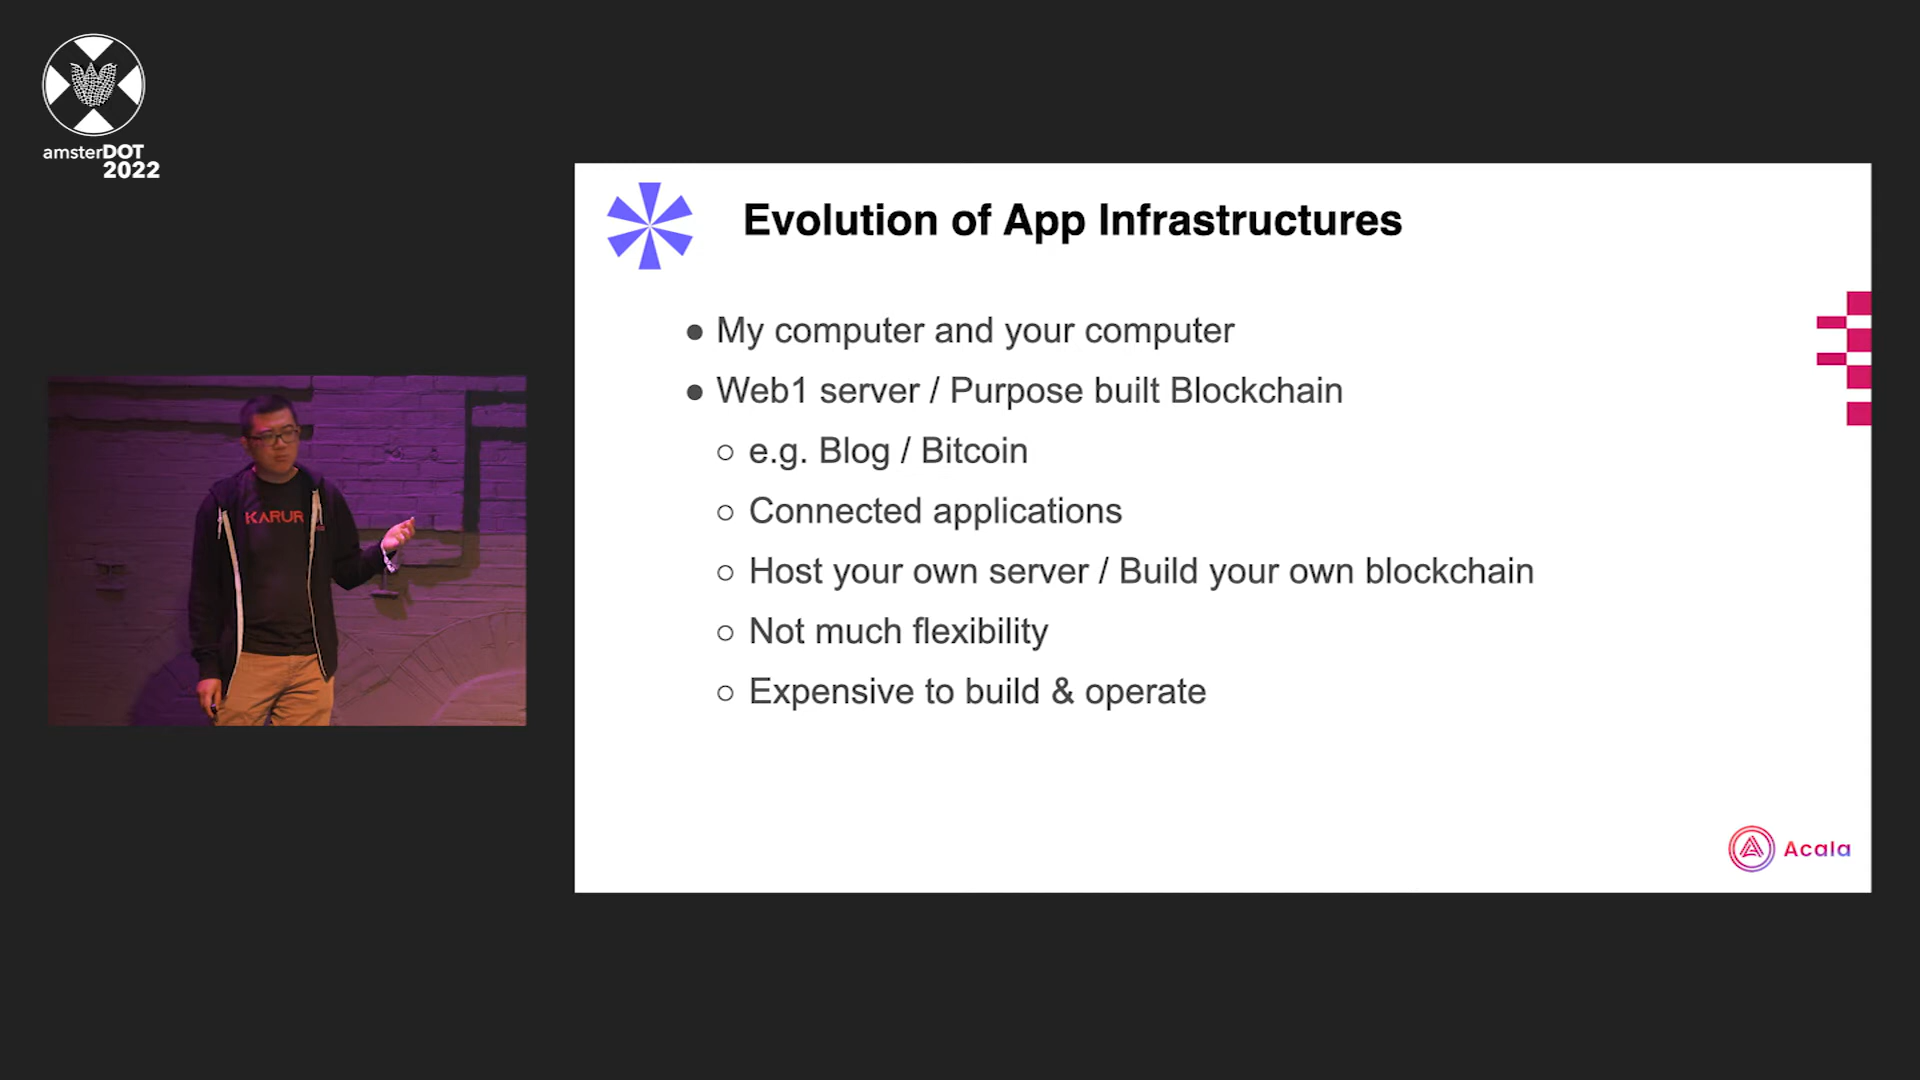 amsterDOT
2022
Evolution of App Infrastructures
● My computer and your computer
● Web1 server / Purpose built Blockchain
○ e.g. Blog / Bitcoin
○ Connected applications
○ Host your own server / Build your own blockchain
○ Not much flexibility
○ Expensive to build & operate
KARUR
Acala